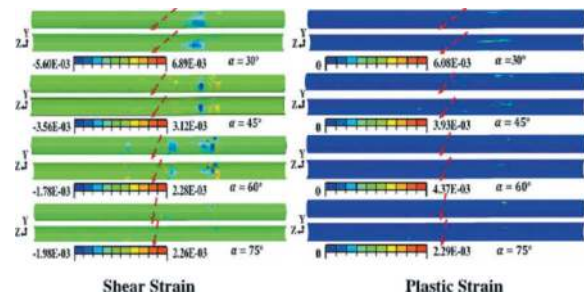 Y
Z
-5.60E-03 6.89E-03 α = 30°
Y
Z
-3.56E-03 3.12E-03 α = 45°
Y
Z
-1.78E-03 2.28E-03 α = 60°
Y
Z
-1.98E-03 2.26E-03 α = 75°
Shear Strain
Y
Z
0 6.08E-03 α = 30°
Y
Z
0 3.93E-03 α = 45°
Y
Z
0 4.37E-03 α = 60°
Y
Z
0 2.29E-03 α = 75°
Plastic Strain